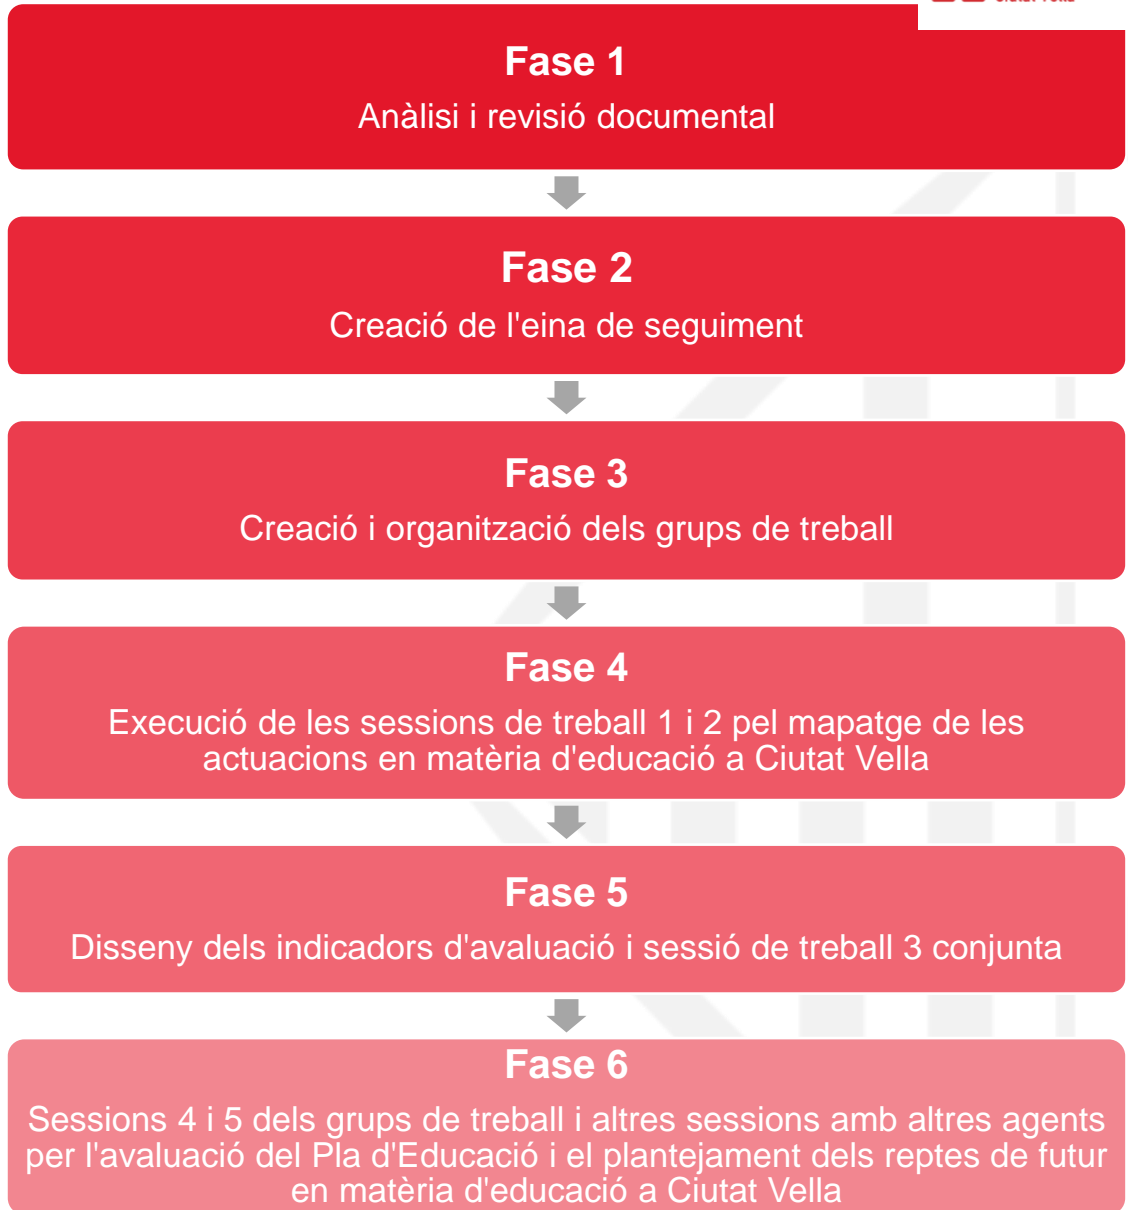 Fase 1
Anàlisi i revisió documental
Fase 2
Creació de l'eina de seguiment
Fase 3
Creació i organització dels grups de treball
Fase 4
Execució de les sessions de treball 1 i 2 pel mapatge de les
actuacions en matèria d'educació a Ciutat Vella
Fase 5
Disseny dels indicadors d'avaluació i sessió de treball 3 conjunta
Fase 6
Sessions 4 i 5 dels grups de treball i altres sessions amb altres agents
per l'avaluació del Pla d'Educació i el plantejament dels reptes de futur
en matèria d'educació a Ciutat Vella